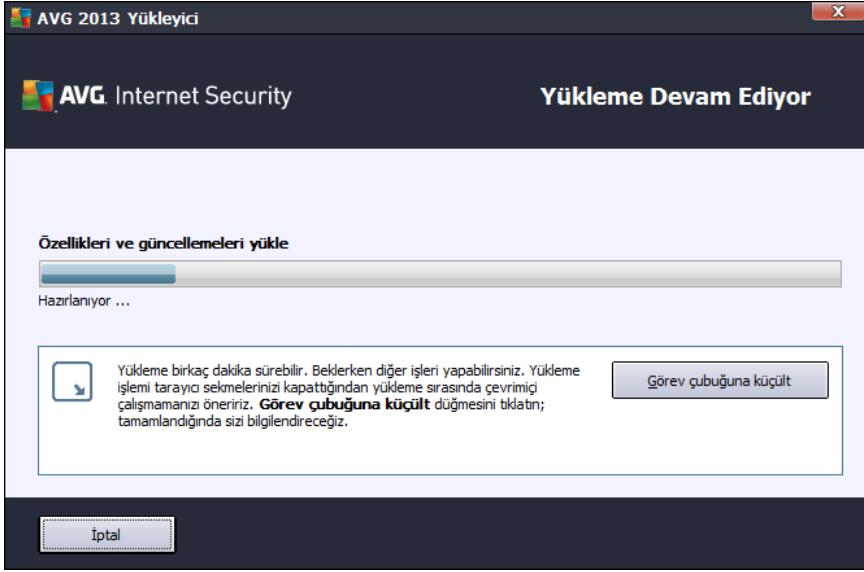 AVG 2013 Yükleyici
AVG. Internet Security
Yükleme Devam Ediyor
Özellikleri ve güncellemeleri yükle
Hazırlanıyor ...
Yükleme birkaç dakika sürebilir. Beklerken diğer işleri yapabilirsiniz. Yükleme
işlemi tarayıcı sekmelerinizi kapattığından yükleme sırasında çevrimiçi
çalışmamanızı öneririz. Görev çubuğuna küçült düğmesini tıklatın;
tamamlandığında sizi bilgilendireceğiz.
Görev çubuğuna küçült
İptal